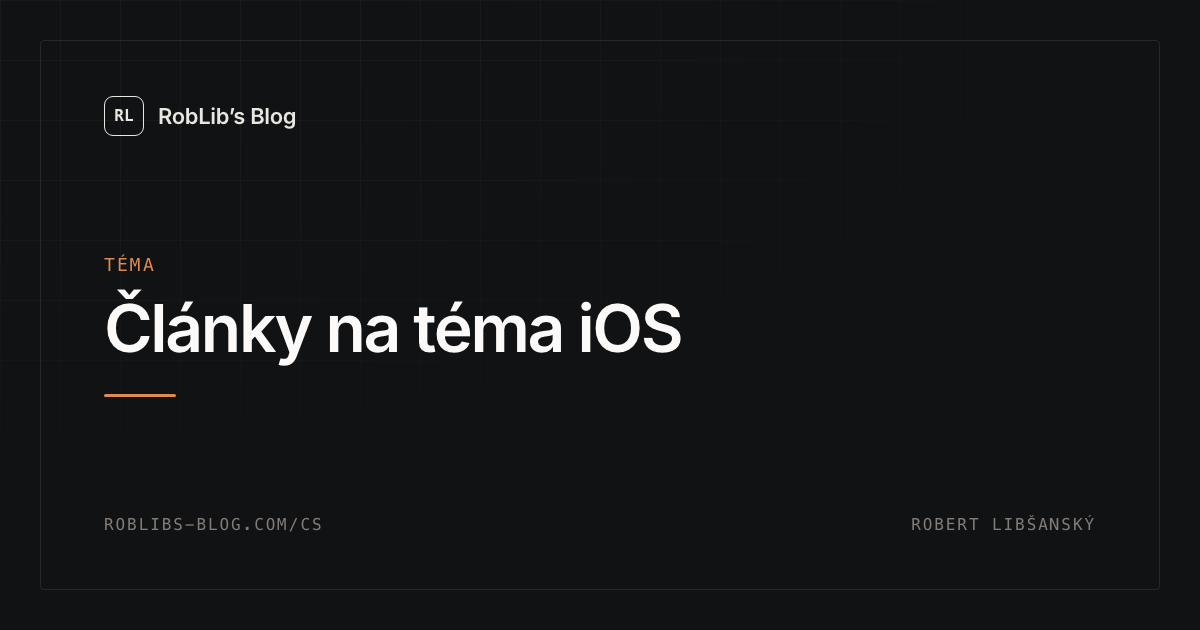 RL
RobLib’s Blog
TÉMA
Články na téma iOS
ROBLIBS-BLOG.COM/CS
ROBERT LIBŠANSKÝ